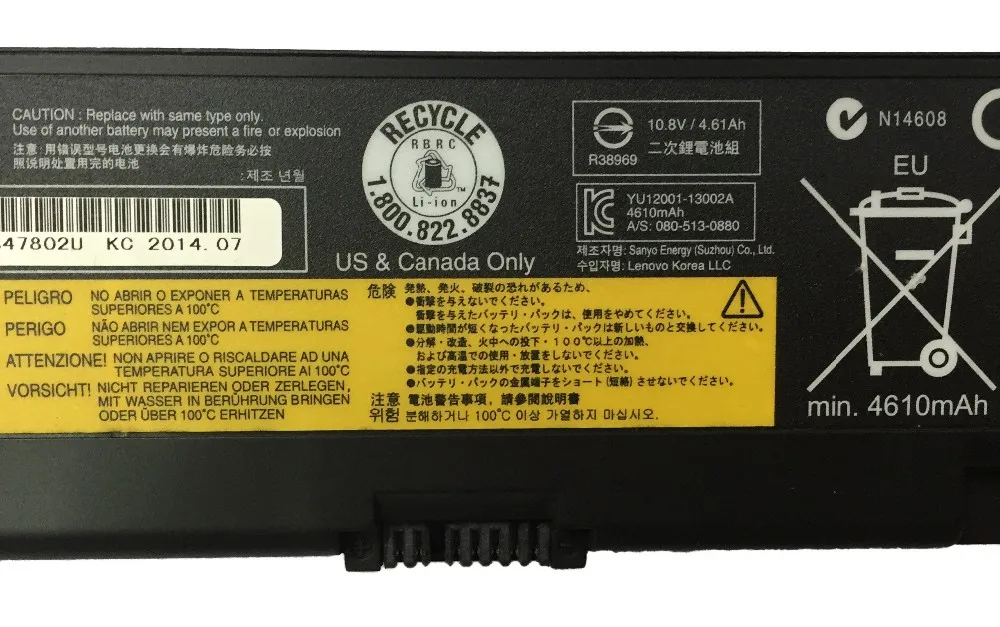 CAUTION : Replace with same type only.
Use of another battery may present a fire or explosion
注意: 用错误型号电池更换会有爆炸危险务必按
照说明处置用完的电池
: 제조 년월
47802U KC 2014.07
RECYCLE
RBRC
Li-ion
TM
1.800.822.8837
US & Canada Only
R38969
10.8V / 4.61Ah
二次鋰電池組
YU12001-13002A
4610mAh
A/S: 080-513-0880
제조자명: Sanyo Energy (Suzhou) Co., Ltd.
수입자명: Lenovo Korea LLC
N14608
EU
min. 4610mAh
PELIGRO NO ABRIR O EXPONER A TEMPERATURAS
SUPERIORES A 100°C
PERIGO NÃO ABRIR NEM EXPOR A TEMPERATURAS
SUPERIORES A 100°C
ATTENZIONE! NON APRIRE O RISCALDARE AD UNA
TEMPERATURA SUPERIORE AI 100°C
VORSICHT! NICHT REPARIEREN ODER ZERLEGEN,
MIT WASSER IN BERÜHRUNG BRINGEN
ODER ÜBER 100°C ERHITZEN
危険 発熱、発火、破裂の恐れがあるため、
●衝撃を与えないでください。
衝撃を与えたバッテリ・パックは、使用をやめてください。
●駆動時間が短くなったバッテリ・パックは新しいものと交換してください。
●分解・改造、火中への投下・100℃以上の加熱、
および高温での使用・放置をしないでください。
●指定の充電方法以外で充電しないでください。
●バッテリ・パックの金属端子をショート (短絡) させないでください。
注意 電池警告事項, 請參閱說明書
위험 분해하거나 100°C 이상 가열하지 마십시오.